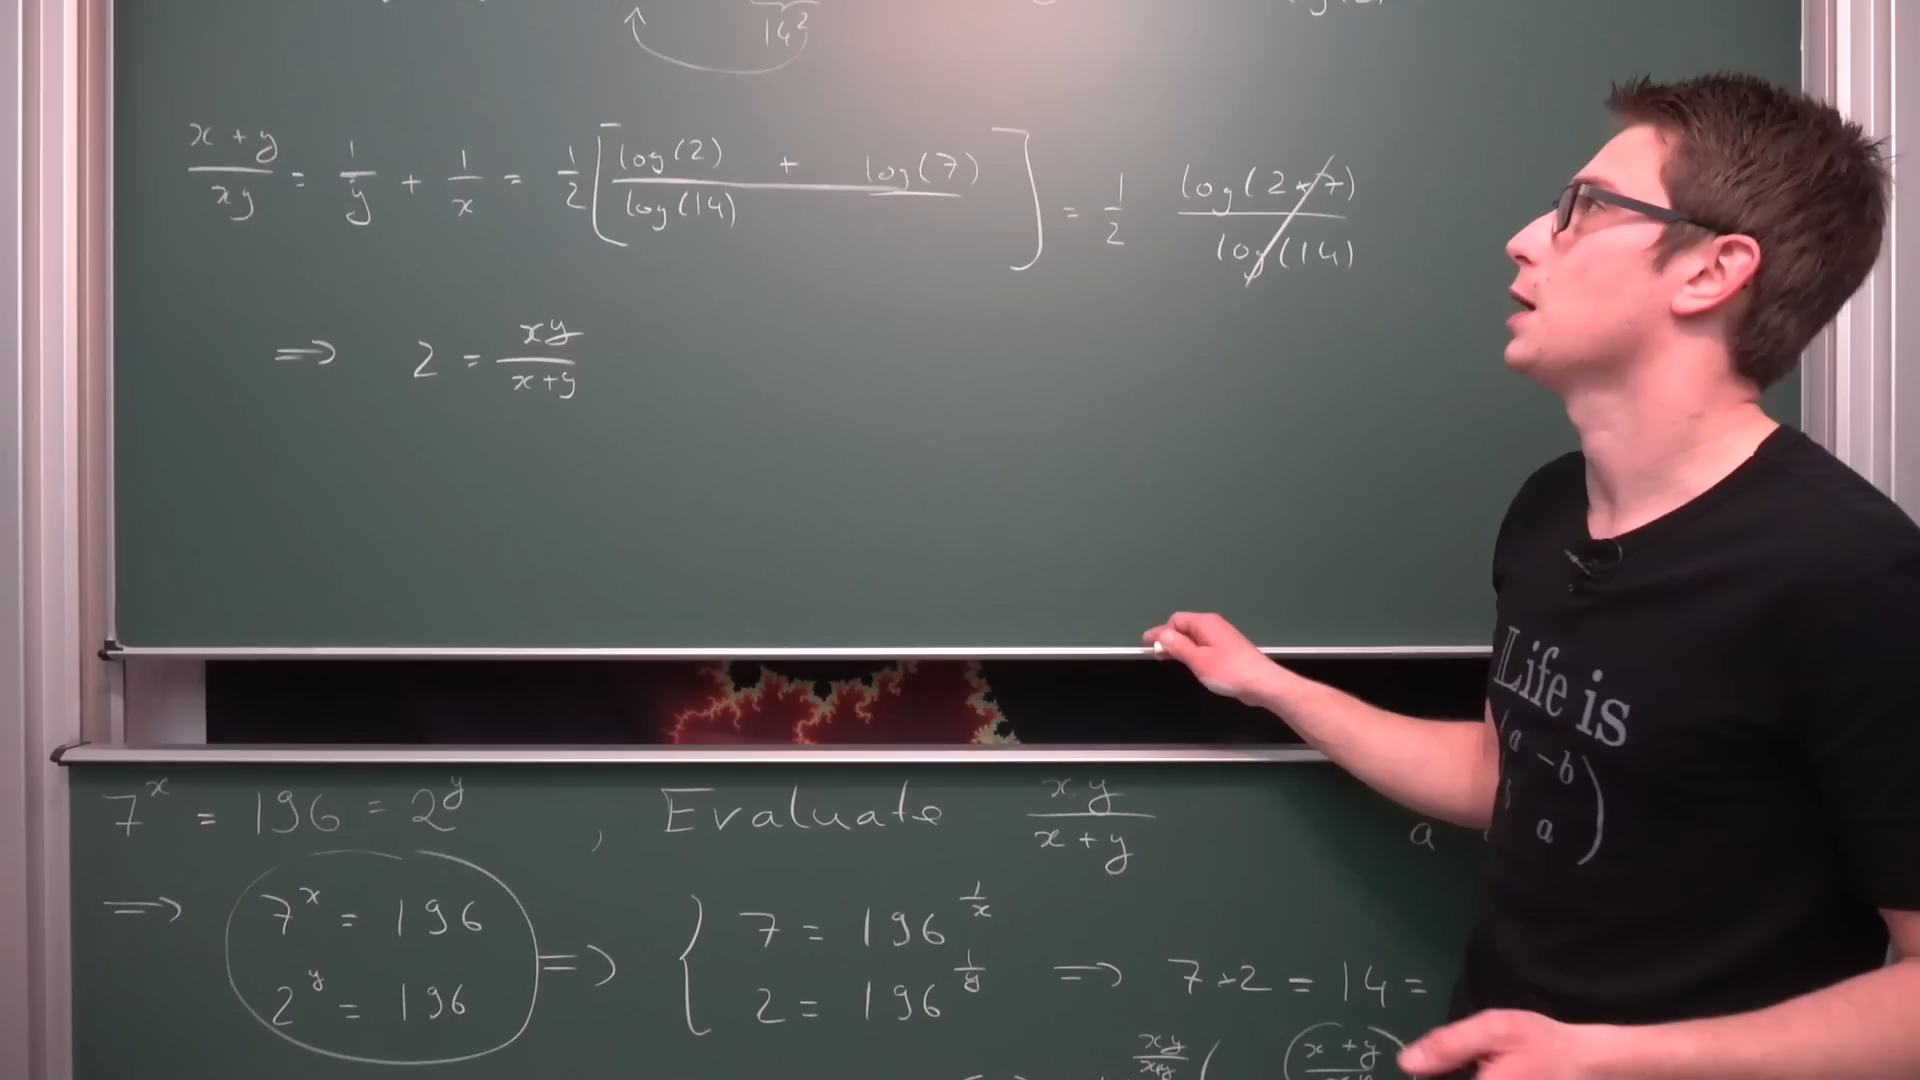 14²
x + y / xy = 1/y + 1/x = 1/2 [ log(2) + log(7) / log(14) ] = 1/2 log(2*7) / log(14)
⇒ 2 = xy / x+y
7^x = 196 = 2^y , Evaluate xy / x + y
⇒ 7^x = 196 ⇒ { 7 = 196^(1/x)
2^y = 196 2 = 196^(1/y) ⇒ 7*2 = 14 =
xy / x+y ( x + y
Life is
(a -b
b a)